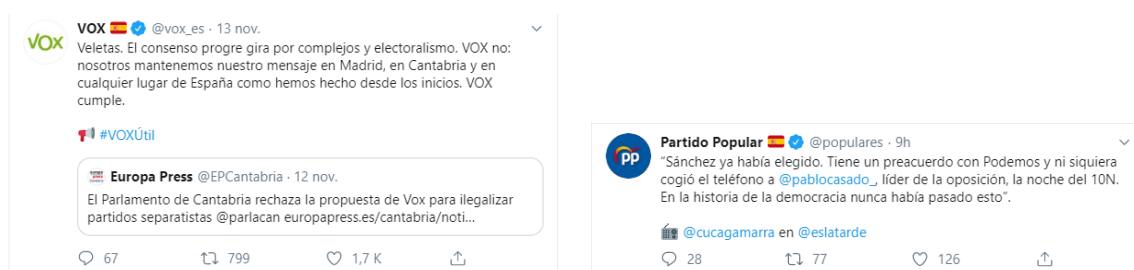 VOX 🇪🇸 @vox_es · 13 nov.
Veletas. El consenso progre gira por complejos y electoralismo. VOX no:
nosotros mantenemos nuestro mensaje en Madrid, en Cantabria y en
cualquier lugar de España como hemos hecho desde los inicios. VOX
cumple.
📢🇪🇸 #VOXÚtil
Europa Press @EPCantabria · 12 nov.
El Parlamento de Cantabria rechaza la propuesta de Vox para ilegalizar
partidos separatistas @parlacan europapress.es/cantabria/noti...
67 799 1,7 K
VOX
Partido Popular 🇪🇸 @populares · 9h
“Sánchez ya había elegido. Tiene un preacuerdo con Podemos y ni siquiera
cogió el teléfono a @pablocasado_, líder de la oposición, la noche del 10N.
En la historia de la democracia nunca había pasado esto”.
📻 @cucagamarra en @eslatarde
28 77 126
PP